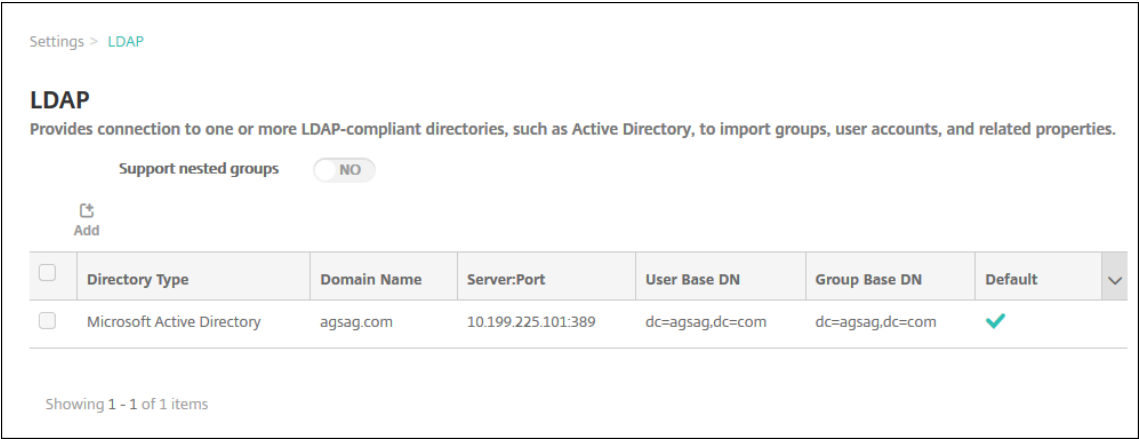 Settings > LDAP
LDAP
Provides connection to one or more LDAP-compliant directories, such as Active Directory, to import groups, user accounts, and related properties.
Support nested groups NO
Add
Directory Type Domain Name Server:Port User Base DN Group Base DN Default
Microsoft Active Directory agsag.com 10.199.225.101:389 dc=agsag,dc=com dc=agsag,dc=com
Showing 1 - 1 of 1 items